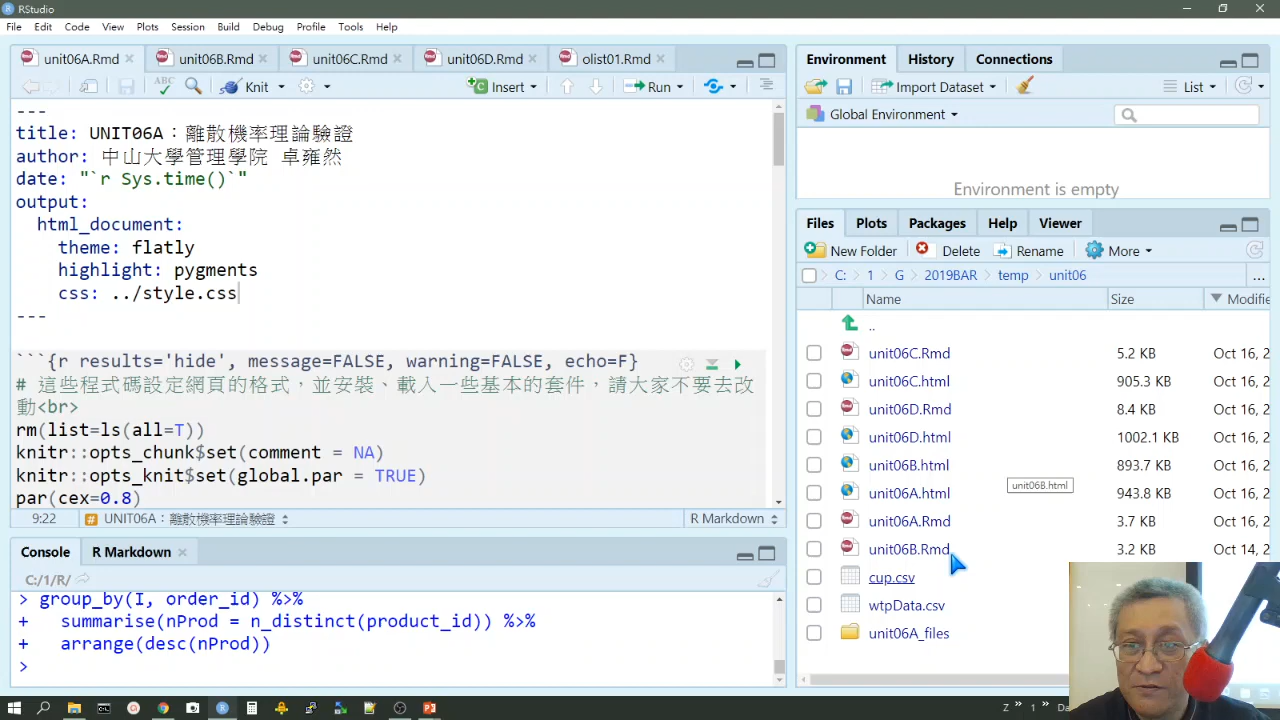 RStudio
File Edit Code View Plots Session Build Debug Profile Tools Help
unit06A.Rmd unit06B.Rmd unit06C.Rmd unit06D.Rmd olist01.Rmd
ABC Knit Insert Run
---
title: UNIT06A：離散機率理論驗證
author: 中山大學管理學院 卓雍然
date: "`r Sys.time()`"
output:
  html_document:
    theme: flatly
    highlight: pygments
    css: ../style.css
---
```{r results='hide', message=FALSE, warning=FALSE, echo=F}
# 這些程式碼設定網頁的格式，並安裝、載入一些基本的套件，請大家不要去改
動<br>
rm(list=ls(all=T))
knitr::opts_chunk$set(comment = NA)
knitr::opts_knit$set(global.par = TRUE)
par(cex=0.8)
9:22 # UNIT06A：離散機率理論驗證 R Markdown
Console R Markdown
C:/1/R/
> group_by(I, order_id) %>%
+   summarise(nProd = n_distinct(product_id)) %>%
+   arrange(desc(nProd))
>
Environment History Connections
Import Dataset List
Global Environment
Environment is empty
Files Plots Packages Help Viewer
New Folder Delete Rename More
C: 1 G 2019BAR temp unit06 ...
Name Size Modifie
..
unit06C.Rmd 5.2 KB Oct 16, 2
unit06C.html 905.3 KB Oct 16, 2
unit06D.Rmd 8.4 KB Oct 16, 2
unit06D.html 1002.1 KB Oct 16, 2
unit06B.html 893.7 KB Oct 16, 2
unit06B.html
unit06A.html 943.8 KB Oct 16, 2
unit06A.Rmd 3.7 KB Oct 16, 2
unit06B.Rmd 3.2 KB Oct 14, 2
cup.csv
wtpData.csv
unit06A_files
Z » 1 » Da